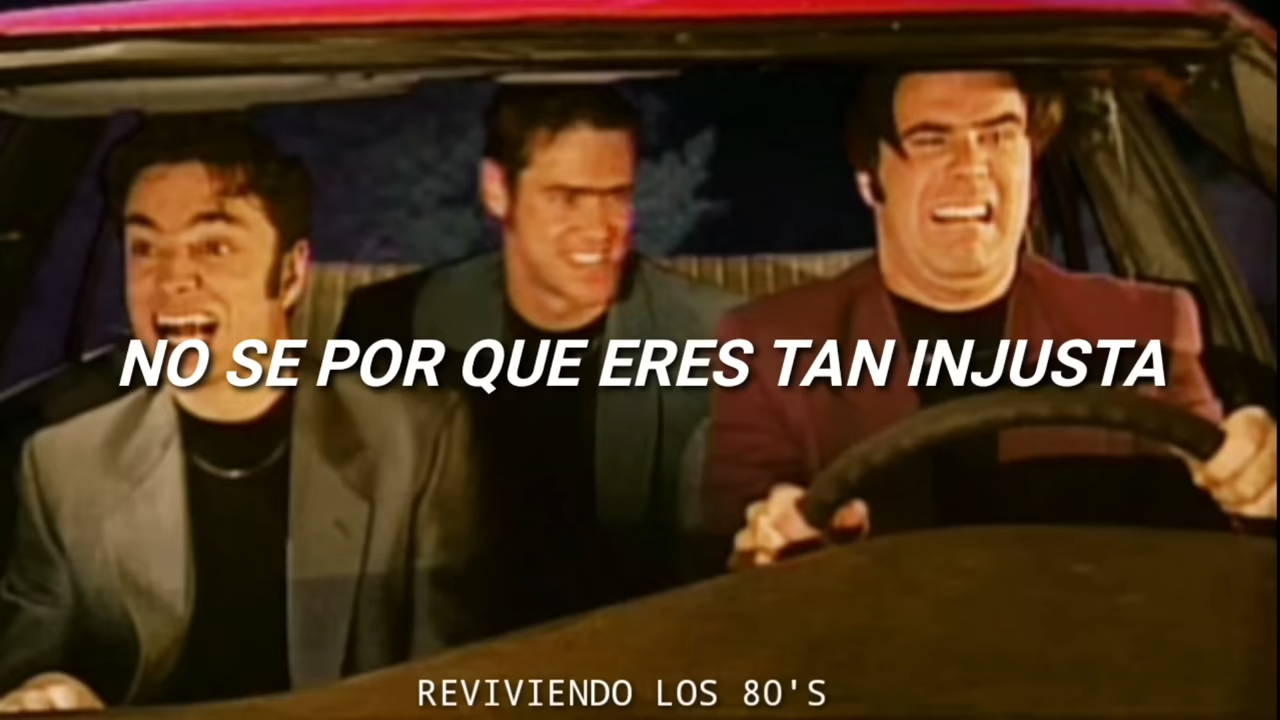 NO SE POR QUE ERES TAN INJUSTA
REVIVIENDO LOS 80'S